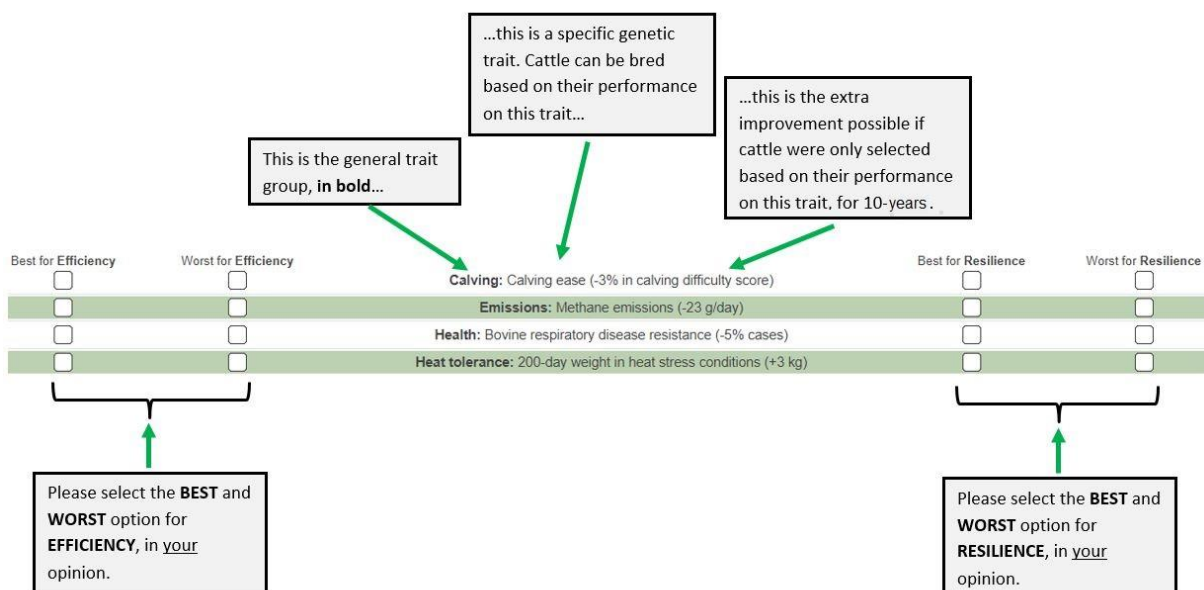 ...this is a specific genetic
trait. Cattle can be bred
based on their performance
on this trait...
...this is the extra
improvement possible if
cattle were only selected
based on their performance
on this trait, for 10-years .
This is the general trait
group, in bold...
Best for Efficiency
Worst for Efficiency
Best for Resilience
Worst for Resilience
Calving: Calving ease (-3% in calving difficulty score)
Emissions: Methane emissions (-23 g/day)
Health: Bovine respiratory disease resistance (-5% cases)
Heat tolerance: 200-day weight in heat stress conditions (+3 kg)
Please select the BEST and
WORST option for
EFFICIENCY, in your
opinion.
Please select the BEST and
WORST option for
RESILIENCE, in your
opinion.